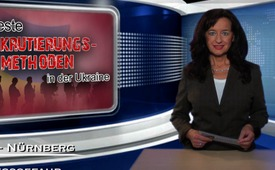 este
KRUTIERUNGS-
METHODEN
in der Ukraine
- NÜRNBERG